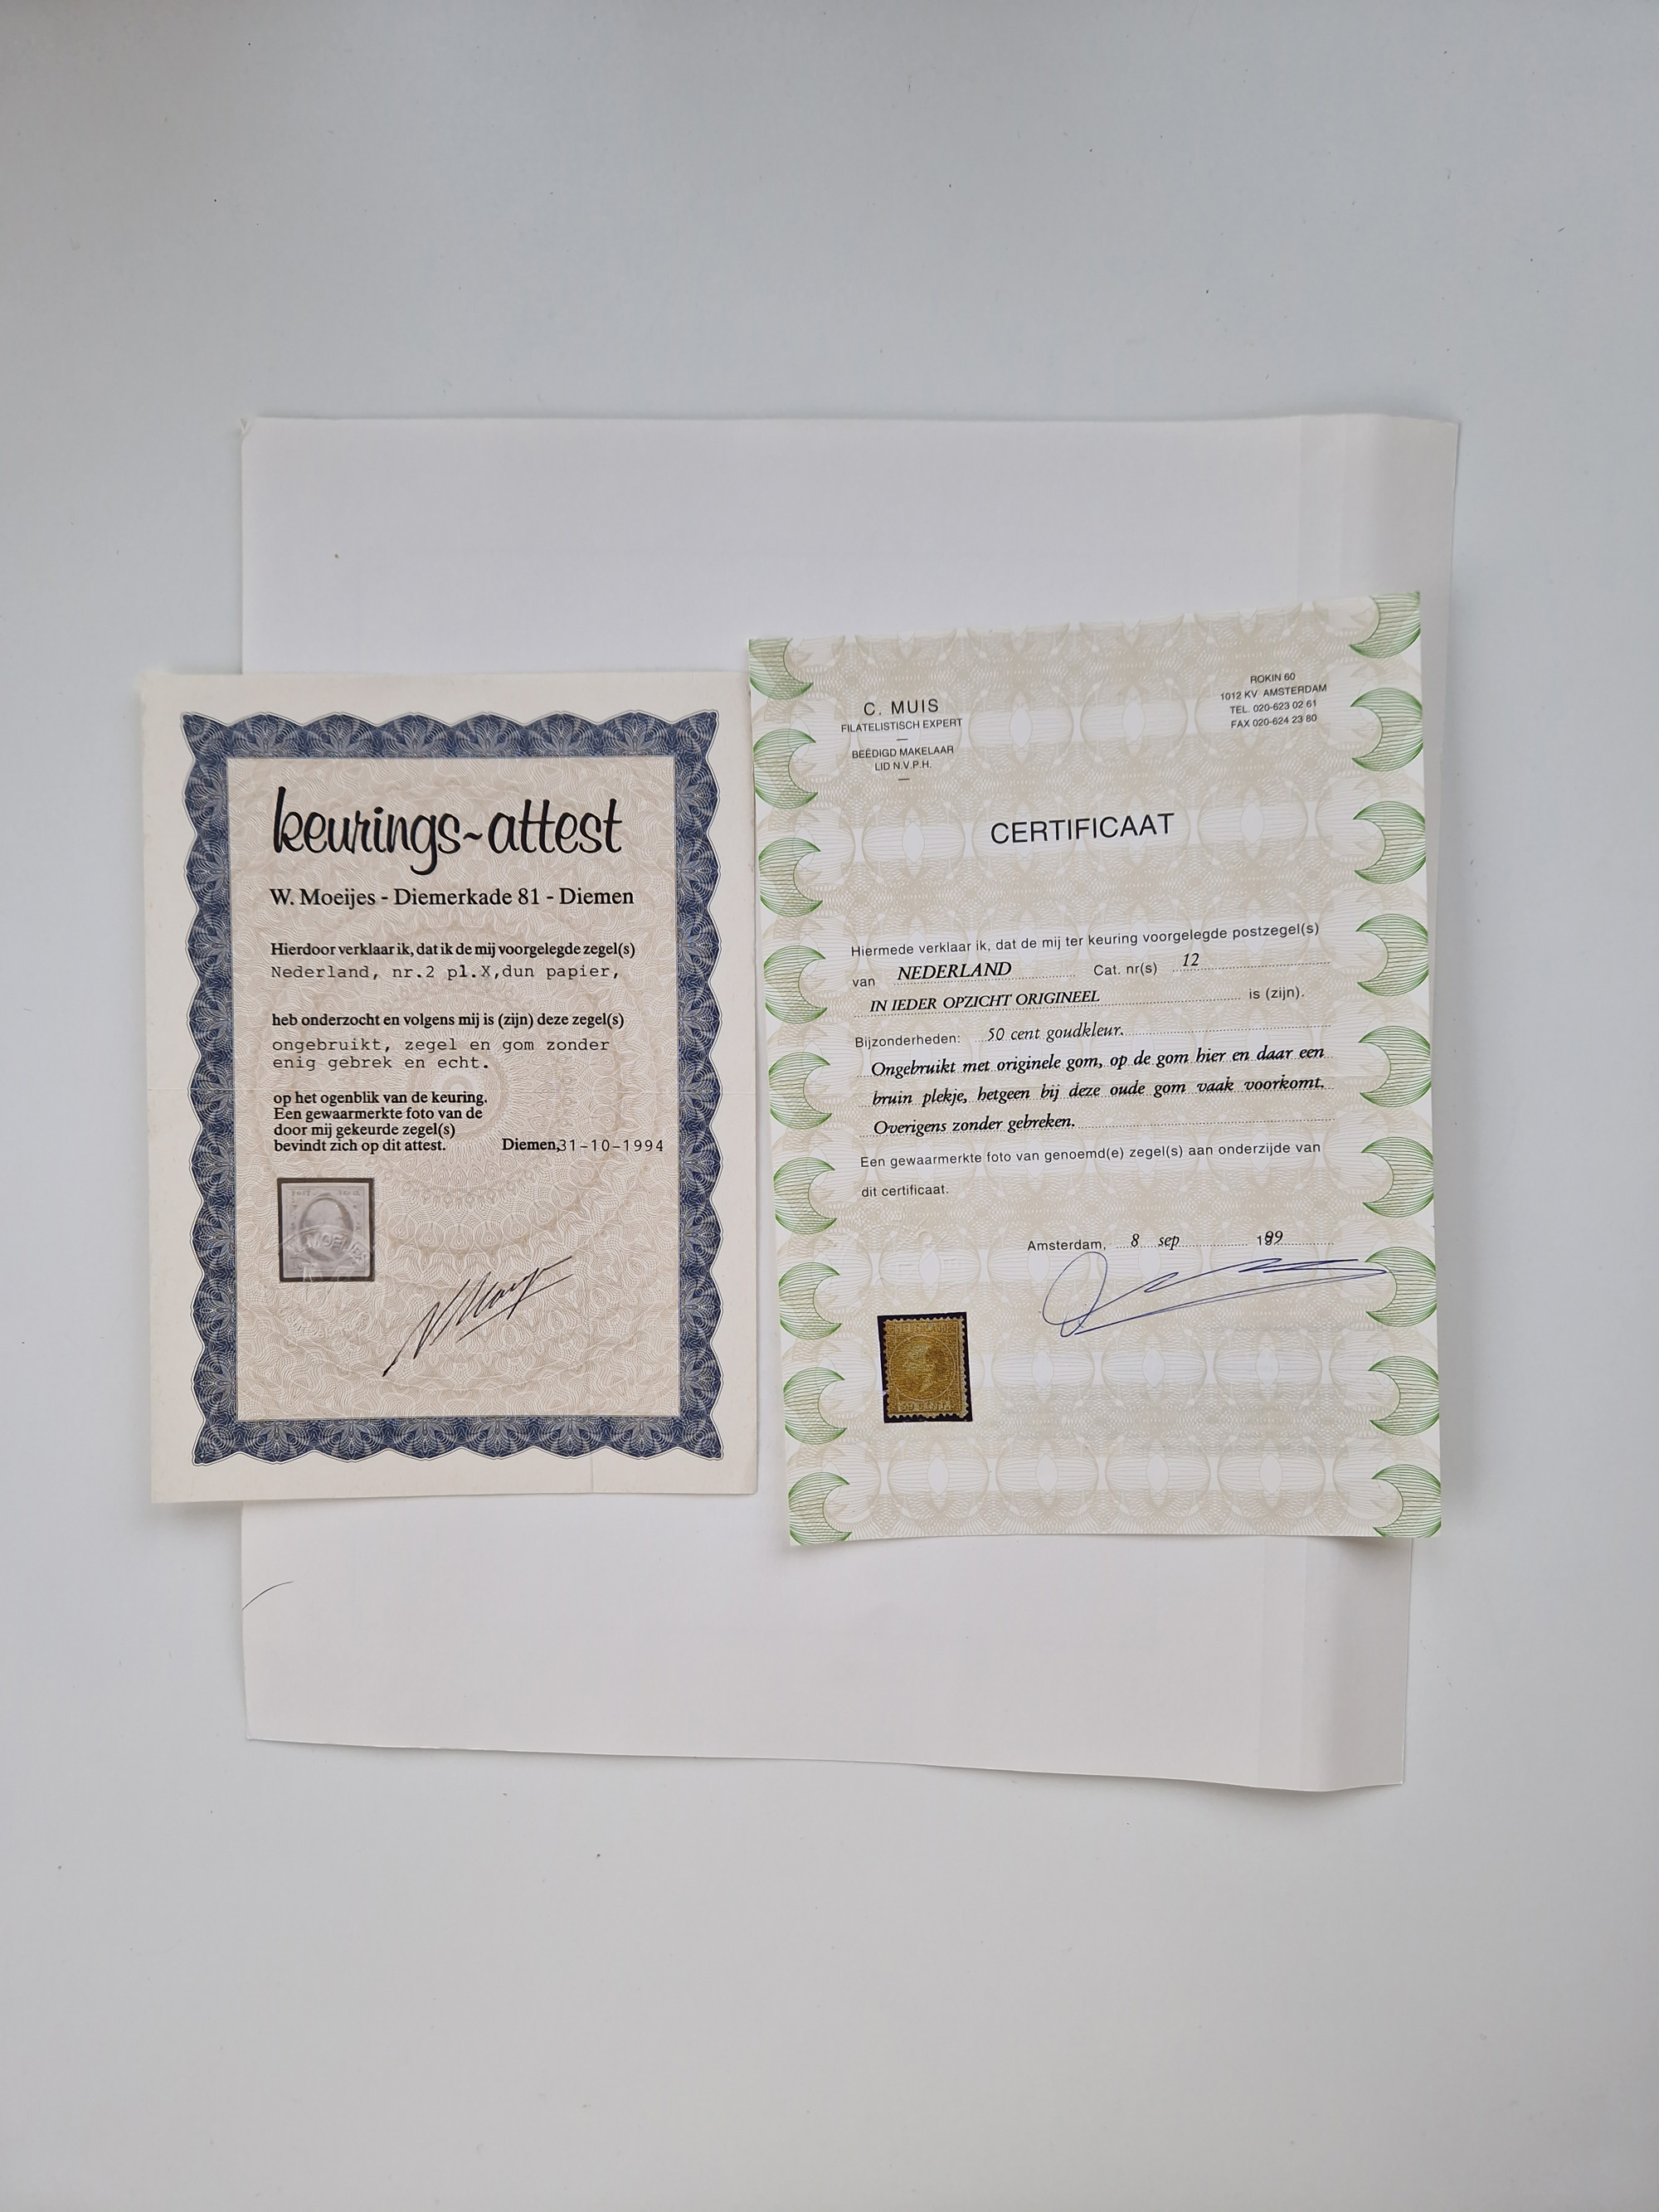 keurings~attest
W. Moeijes - Diemerkade 81 - Diemen
Hierdoor verklaar ik, dat ik de mij voorgelegde zegel(s)
Nederland, nr.2 pl.X,dun papier,
heb onderzocht en volgens mij is (zijn) deze zegel(s)
ongebruikt, zegel en gom zonder
enig gebrek en echt.
op het ogenblik van de keuring.
Een gewaarmerkte foto van de
door mij gekeurde zegel(s)
bevindt zich op dit attest.
Diemen,31-10-1994
C. MUIS
FILATELISTISCH EXPERT
BEËDIGD MAKELAAR
LID N.V.P.H.
ROKIN 60
1012 KV AMSTERDAM
TEL. 020-623 02 61
FAX 020-624 23 80
CERTIFICAAT
Hiermede verklaar ik, dat de mij ter keuring voorgelegde postzegel(s)
van NEDERLAND Cat. nr(s) 12
IN IEDER OPZICHT ORIGINEEL is (zijn).
Bijzonderheden: 50 cent goudkleur.
Ongebruikt met originele gom, op de gom hier en daar een
bruin plekje, hetgeen bij deze oude gom vaak voorkomt.
Overigens zonder gebreken.
Een gewaarmerkte foto van genoemd(e) zegel(s) aan onderzijde van
dit certificaat.
Amsterdam, 8 sep 199